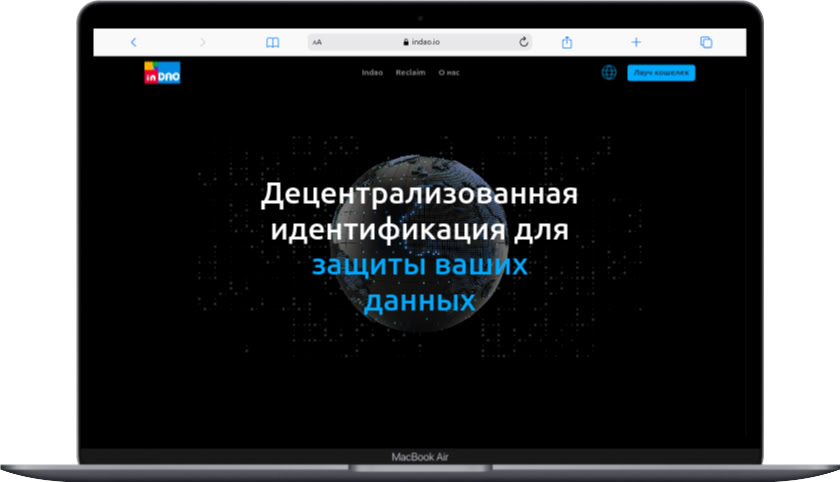 AA indao.io
inDAO
Indao Reclaim О нас
Лауч кошелек
Децентрализованная
идентификация для
защиты ваших
данных
MacBook Air